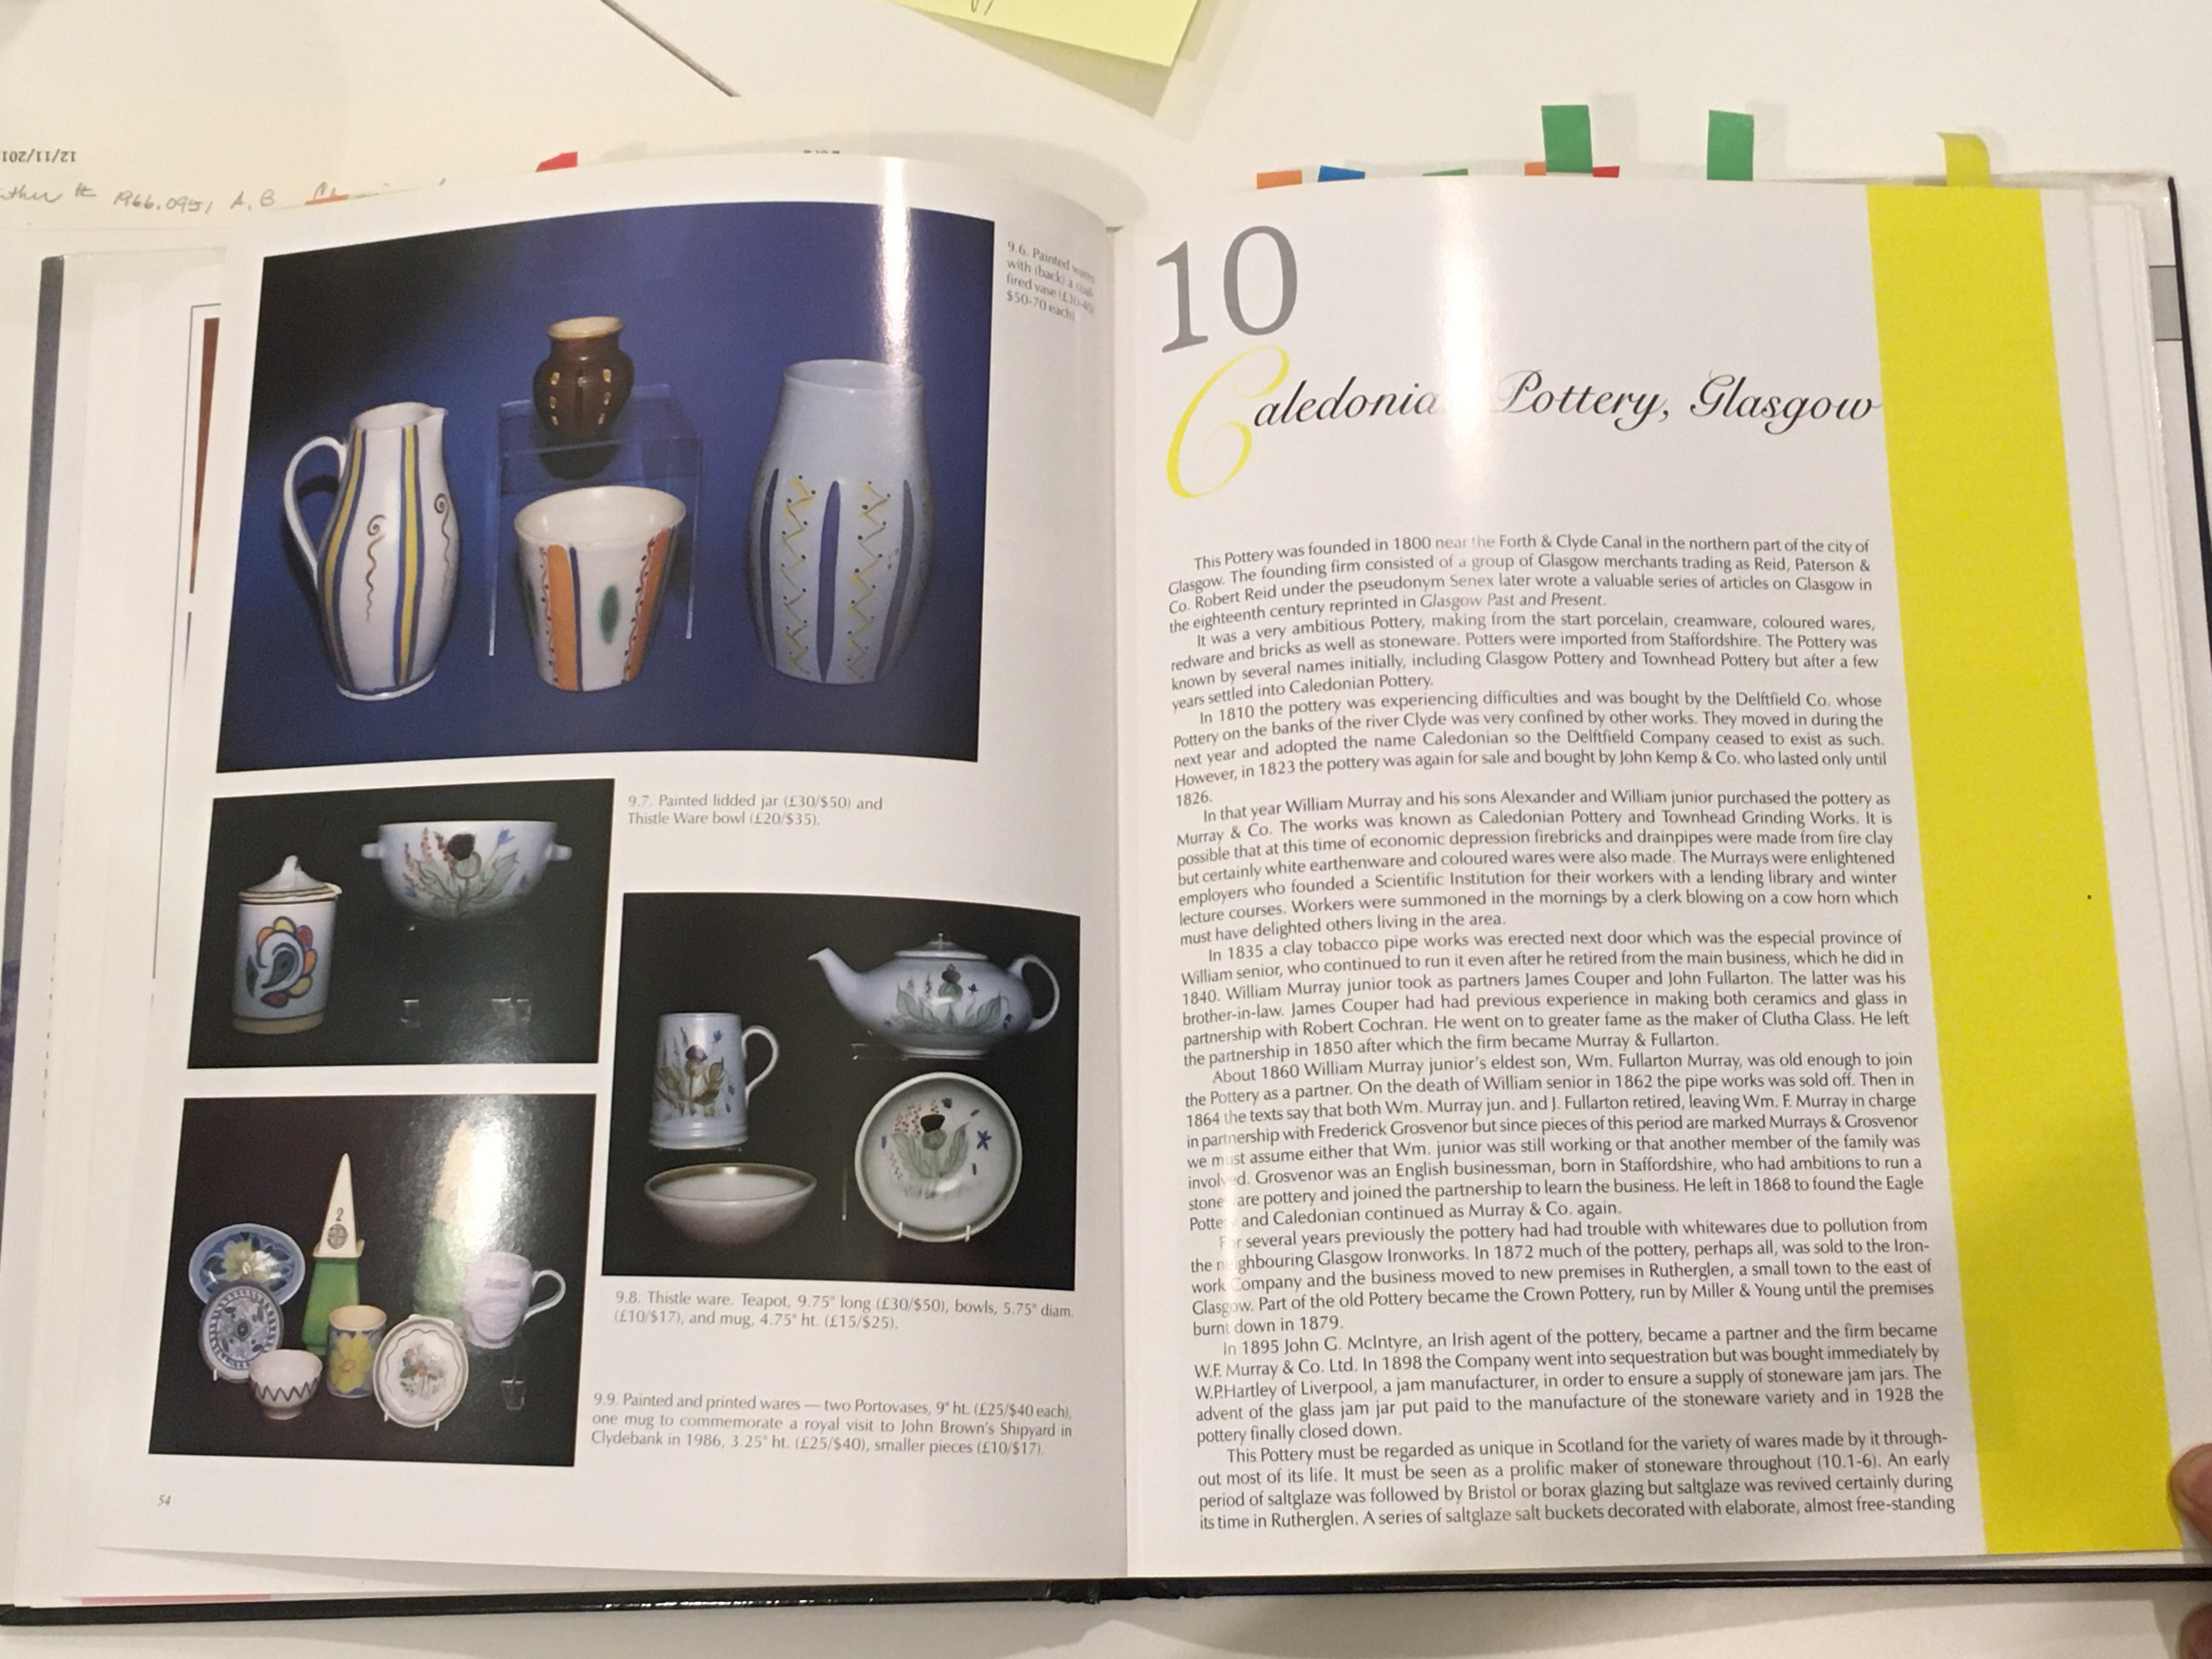 12/11/201
1966.0951 A.B
9.6. Painted wares
with (back) a
fired vase (£30-40/
$50-70 each).
9.7. Painted lidded jar (£30/$50) and
Thistle Ware bowl (£20/$35).
2
9.8. Thistle ware. Teapot, 9.75" long (£30/$50), bowls, 5.75" diam.
(£10/$17), and mug, 4.75" ht. (£15/$25).
9.9. Painted and printed wares — two Portovases, 9" ht. (£25/$40 each),
one mug to commemorate a royal visit to John Brown's Shipyard in
Clydebank in 1986, 3.25" ht. (£25/$40), smaller pieces (£10/$17).
54
10
Caledonia Pottery, Glasgow
This Pottery was founded in 1800 near the Forth & Clyde Canal in the northern part of the city of
Glasgow. The founding firm consisted of a group of Glasgow merchants trading as Reid, Paterson &
Co. Robert Reid under the pseudonym Senex later wrote a valuable series of articles on Glasgow in
the eighteenth century reprinted in Glasgow Past and Present.
It was a very ambitious Pottery, making from the start porcelain, creamware, coloured wares,
redware and bricks as well as stoneware. Potters were imported from Staffordshire. The Pottery was
known by several names initially, including Glasgow Pottery and Townhead Pottery but after a few
years settled into Caledonian Pottery.
In 1810 the pottery was experiencing difficulties and was bought by the Delftfield Co. whose
Pottery on the banks of the river Clyde was very confined by other works. They moved in during the
next year and adopted the name Caledonian so the Delftfield Company ceased to exist as such.
However, in 1823 the pottery was again for sale and bought by John Kemp & Co. who lasted only until
1826.
In that year William Murray and his sons Alexander and William junior purchased the pottery as
Murray & Co. The works was known as Caledonian Pottery and Townhead Grinding Works. It is
possible that at this time of economic depression firebricks and drainpipes were made from fire clay
but certainly white earthenware and coloured wares were also made. The Murrays were enlightened
employers who founded a Scientific Institution for their workers with a lending library and winter
lecture courses. Workers were summoned in the mornings by a clerk blowing on a cow horn which
must have delighted others living in the area.
In 1835 a clay tobacco pipe works was erected next door which was the especial province of
William senior, who continued to run it even after he retired from the main business, which he did in
1840. William Murray junior took as partners James Couper and John Fullarton. The latter was his
brother-in-law. James Couper had had previous experience in making both ceramics and glass in
partnership with Robert Cochran. He went on to greater fame as the maker of Clutha Glass. He left
the partnership in 1850 after which the firm became Murray & Fullarton.
About 1860 William Murray junior's eldest son, Wm. Fullarton Murray, was old enough to join
the Pottery as a partner. On the death of William senior in 1862 the pipe works was sold off. Then in
1864 the texts say that both Wm. Murray jun. and J. Fullarton retired, leaving Wm. F. Murray in charge
in partnership with Frederick Grosvenor but since pieces of this period are marked Murrays & Grosvenor
we must assume either that Wm. junior was still working or that another member of the family was
involved. Grosvenor was an English businessman, born in Staffordshire, who had ambitions to run a
stoneware pottery and joined the partnership to learn the business. He left in 1868 to found the Eagle
Pottery and Caledonian continued as Murray & Co. again.
For several years previously the pottery had had trouble with whitewares due to pollution from
the neighbouring Glasgow Ironworks. In 1872 much of the pottery, perhaps all, was sold to the Iron-
work Company and the business moved to new premises in Rutherglen, a small town to the east of
Glasgow. Part of the old Pottery became the Crown Pottery, run by Miller & Young until the premises
burnt down in 1879.
In 1895 John G. McIntyre, an Irish agent of the pottery, became a partner and the firm became
W.F. Murray & Co. Ltd. In 1898 the Company went into sequestration but was bought immediately by
W.P.Hartley of Liverpool, a jam manufacturer, in order to ensure a supply of stoneware jam jars. The
advent of the glass jam jar put paid to the manufacture of the stoneware variety and in 1928 the
pottery finally closed down.
This Pottery must be regarded as unique in Scotland for the variety of wares made by it through-
out most of its life. It must be seen as a prolific maker of stoneware throughout (10.1-6). An early
period of saltglaze was followed by Bristol or borax glazing but saltglaze was revived certainly during
its time in Rutherglen. A series of saltglaze salt buckets decorated with elaborate, almost free-standing